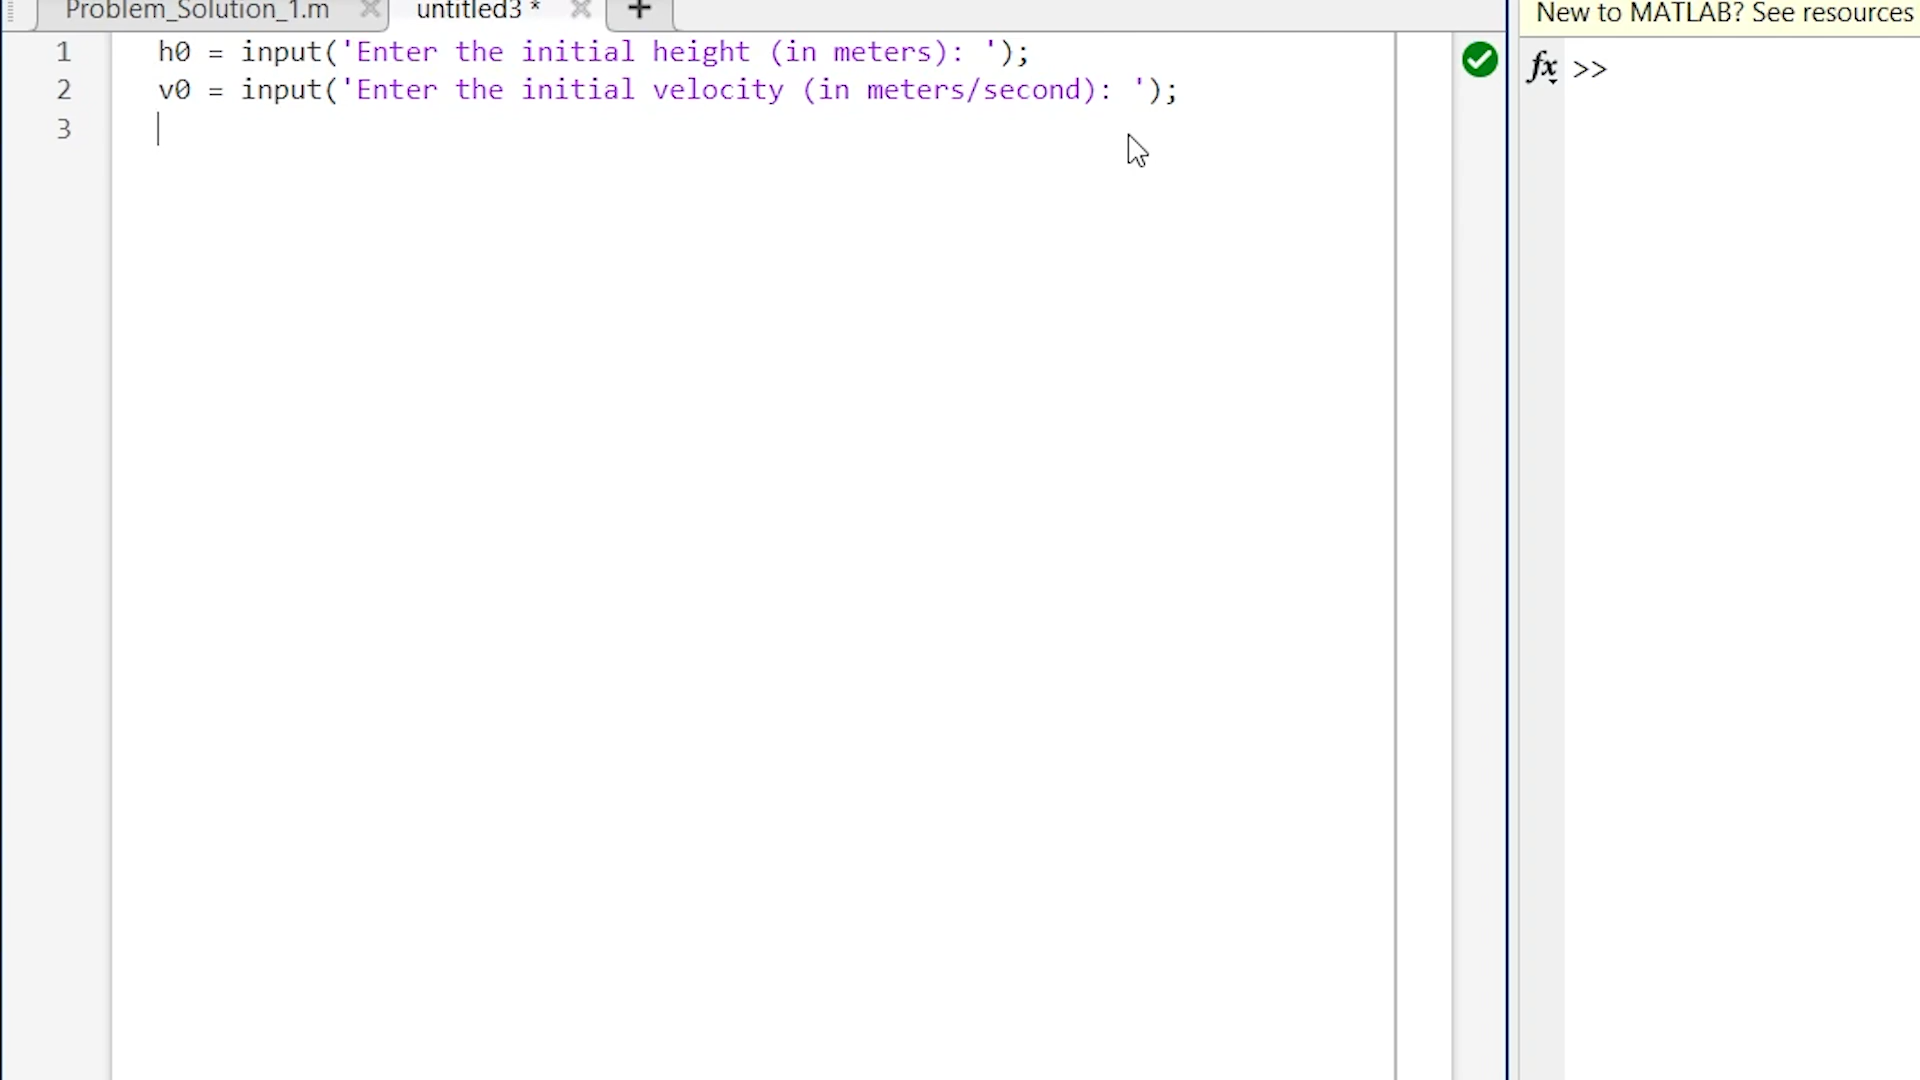 Problem_Solution_1.m
untitled3 *
New to MATLAB? See resources
1 h0 = input('Enter the initial height (in meters): ');
2 v0 = input('Enter the initial velocity (in meters/second): ');
3
fx >>